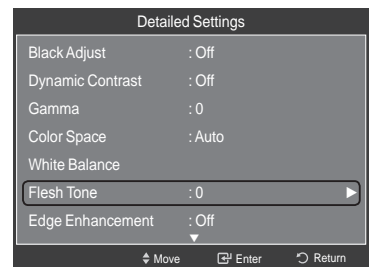 Detailed Settings
Black Adjust : Off
Dynamic Contrast : Off
Gamma : 0
Color Space : Auto
White Balance
Flesh Tone : 0 ▶
Edge Enhancement : Off
▼
Move Enter Return